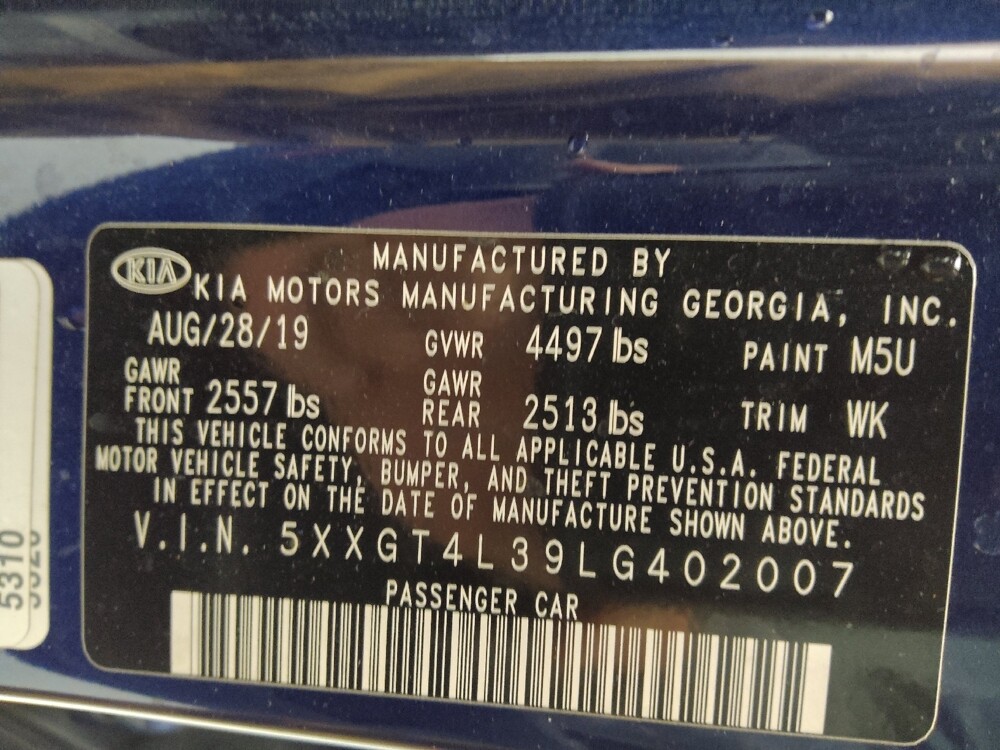 KIA
MANUFACTURED BY
KIA MOTORS MANUFACTURING GEORGIA, INC.
AUG/28/19 GVWR 4497 lbs PAINT M5U
GAWR FRONT 2557 lbs GAWR REAR 2513 lbs TRIM WK
THIS VEHICLE CONFORMS TO ALL APPLICABLE U.S.A. FEDERAL
MOTOR VEHICLE SAFETY, BUMPER, AND THEFT PREVENTION STANDARDS
IN EFFECT ON THE DATE OF MANUFACTURE SHOWN ABOVE.
V.I.N. 5XXGT4L39LG402007
PASSENGER CAR
5310